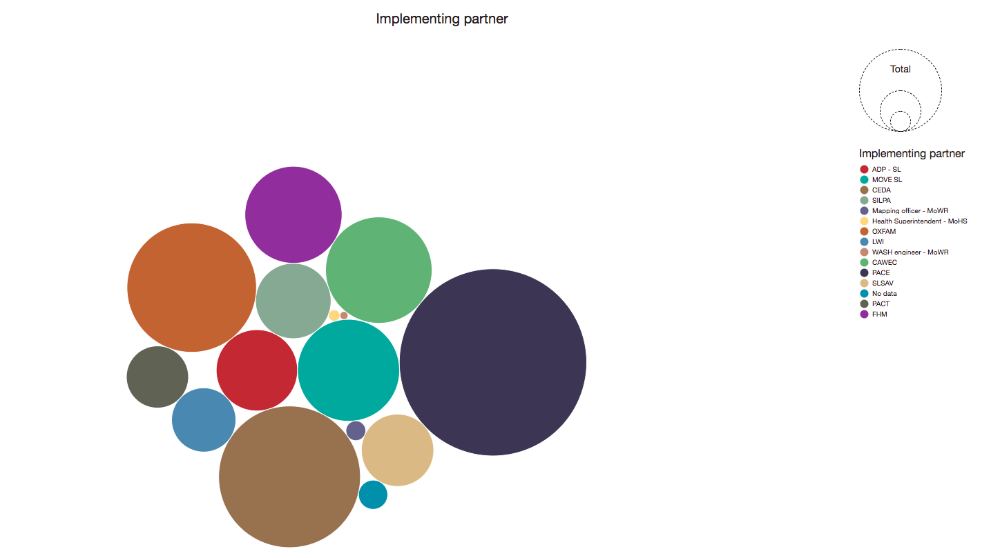 Implementing partner
Total
Implementing partner
ADP - SL
MOVE SL
CEDA
SILPA
Mapping officer - MoWR
Health Superintendent - MoHS
OXFAM
LWI
WASH engineer - MoWR
CAWEC
PACE
SLSAV
No data
PACT
FHM